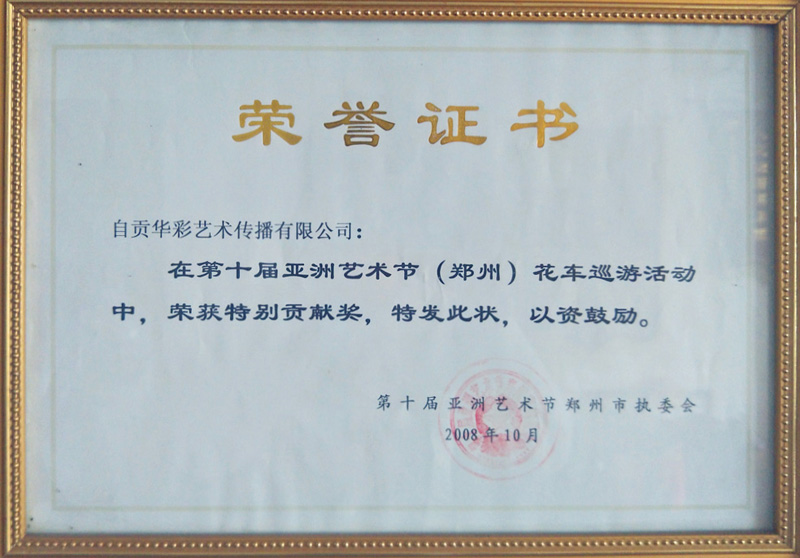 荣誉证书
自贡华彩艺术传播有限公司：
在第十届亚洲艺术节（郑州）花车巡游活动
中，荣获特别贡献奖，特发此状，以资鼓励。
第十届亚洲艺术节郑州市执委会
2008年10月